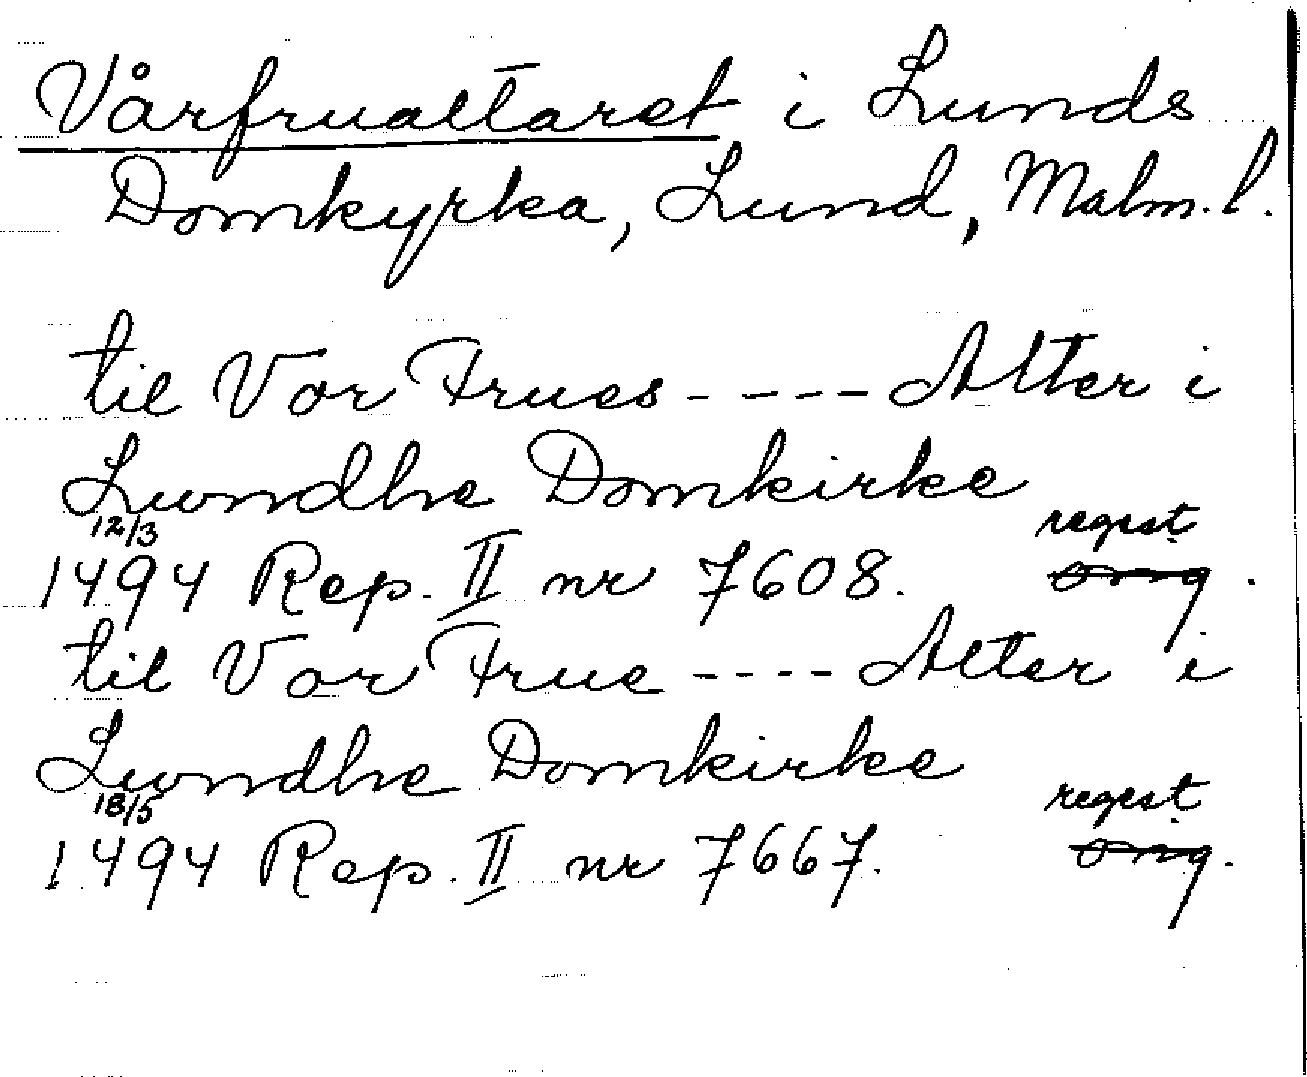 Vårfrualtaret i Lunds
Domkyrka, Lund, Malm. l.
til Vor Frues ---- Alter i
Lundhe Domkirke
12/3 regest
1494 Rep. II nr 7608. orig.
til Vor Frue ---- Alter i
Lundhe Domkirke
18/5 regest
1494 Rep. II nr 7667. orig.